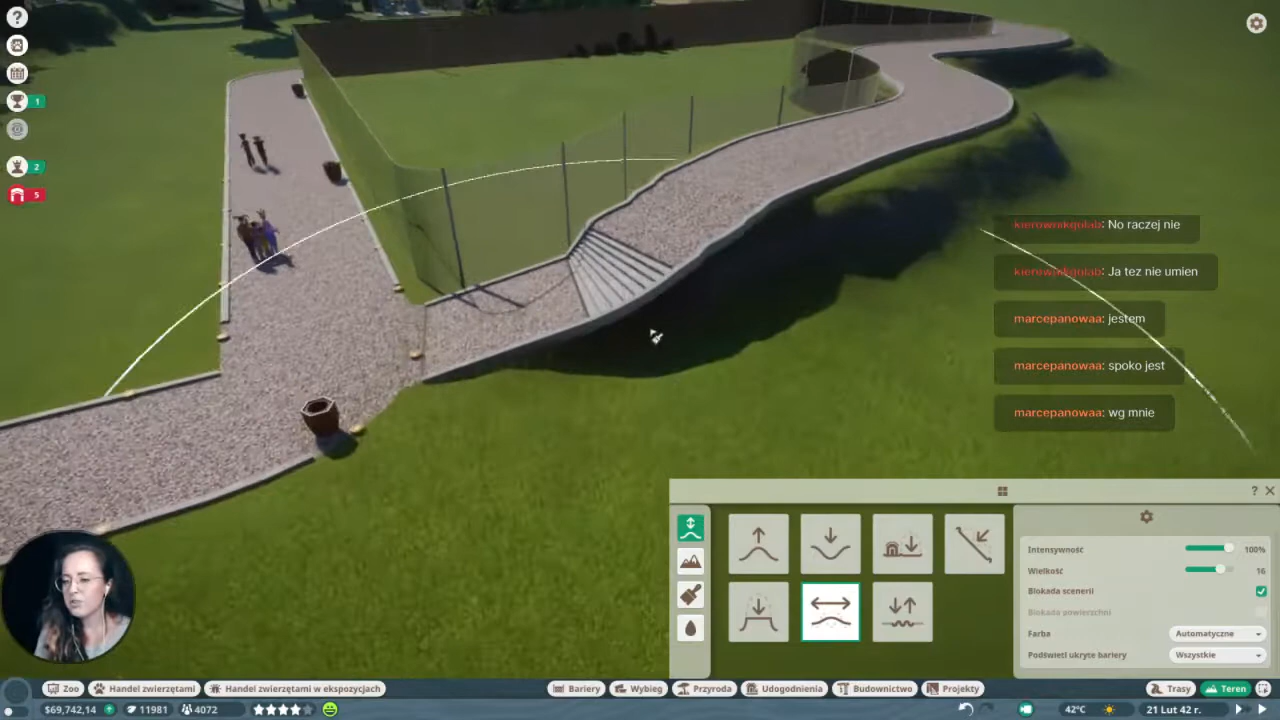 ?
1
2
5
kierownikgulab: No raczej nie
kierownikgulab: Ja tez nie umien
marcepanowaa: jestem
marcepanowaa: spoko jest
marcepanowaa: wg mnie
?
Intensywność 100%
Wielkość 16
Blokada scenerii
Blokada powierzchni
Farba Automatyczne
Podświetl ukryte bariery Wszystkie
Zoo Handel zwierzętami Handel zwierzętami w ekspozycjach Bariery Wybieg Przyroda Udogodnienia Budownictwo Projekty Trasy Teren
$69,742,14 11981 4072 42°C 21 Lut 42 r.